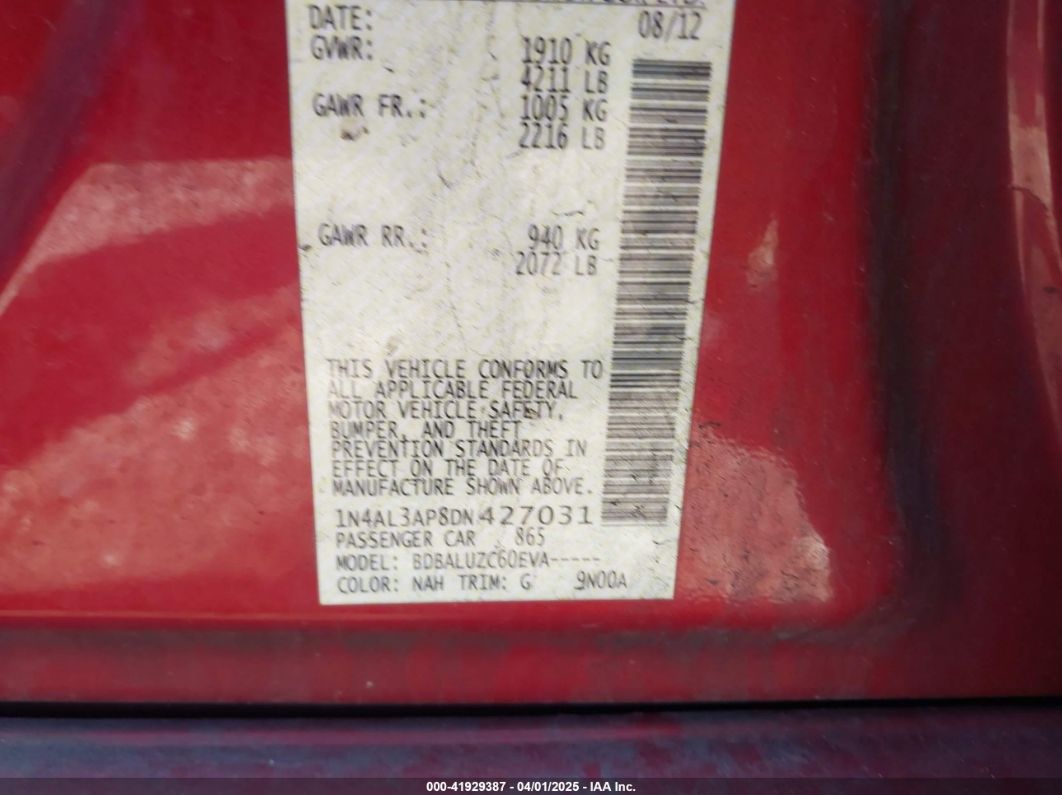 DATE: 08/12
GVWR: 1910 KG
4211 LB
GAWR FR.: 1005 KG
2216 LB
GAWR RR.: 940 KG
2072 LB
THIS VEHICLE CONFORMS TO
ALL APPLICABLE FEDERAL
MOTOR VEHICLE SAFETY,
BUMPER, AND THEFT
PREVENTION STANDARDS IN
EFFECT ON THE DATE OF
MANUFACTURE SHOWN ABOVE.
1N4AL3AP8DN427031
PASSENGER CAR 865
MODEL: BDBALUZC60EVA-----
COLOR: NAH TRIM: G 9N00A
000-41929387 - 04/01/2025 - IAA Inc.